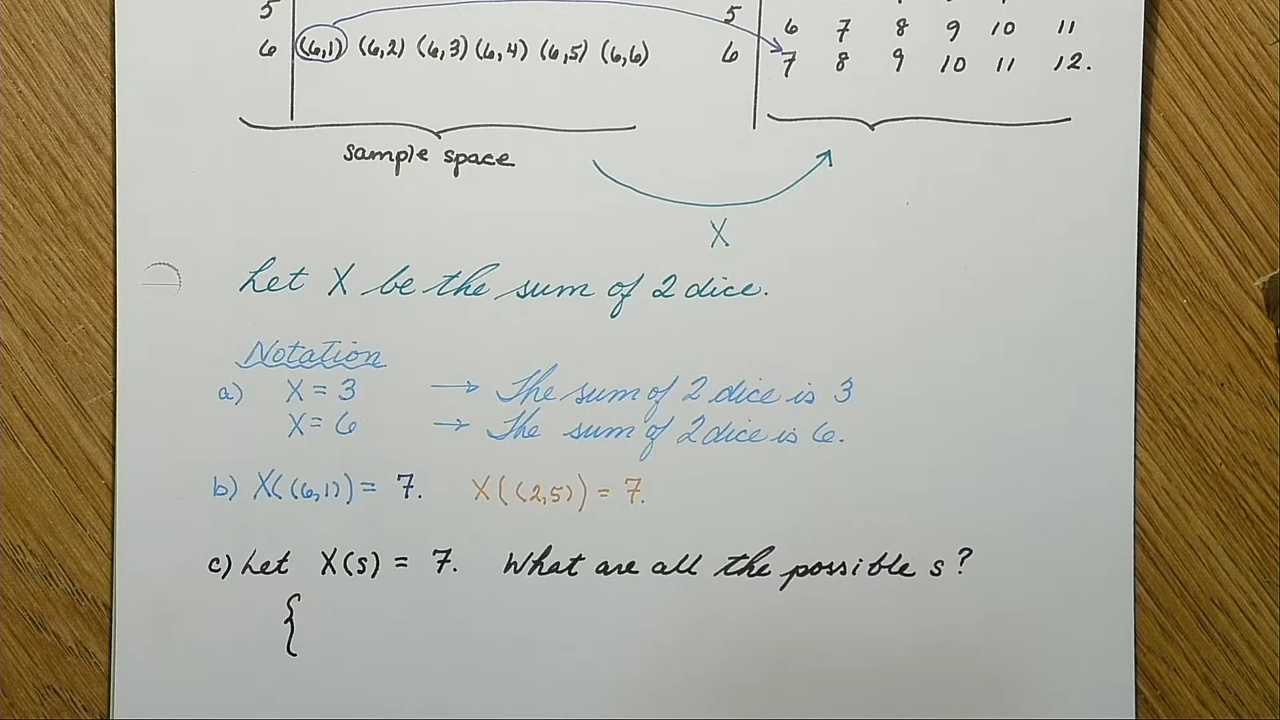 5
6 (6,1) (6,2) (6,3) (6,4) (6,5) (6,6)
5 6 7 8 9 10 11
6 7 8 9 10 11 12.
sample space
X
Let X be the sum of 2 dice.
Notation
a) X = 3 → The sum of 2 dice is 3
X = 6 → The sum of 2 dice is 6.
b) X((6,1)) = 7. X((2,5)) = 7.
c) Let X(s) = 7. What are all the possible s?
{